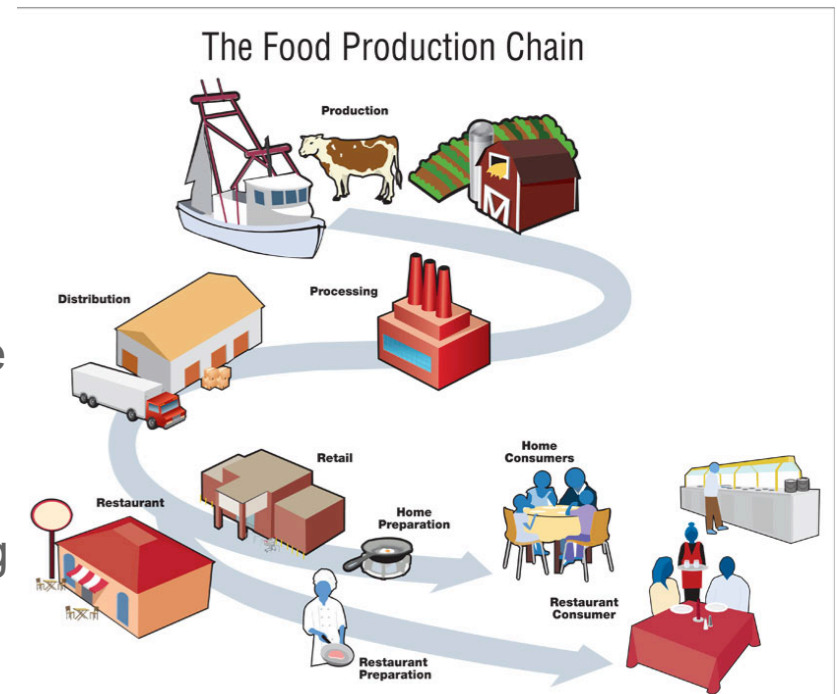 The Food Production Chain
Production
Processing
Distribution
Retail
Home
Consumers
Restaurant
Home
Preparation
Restaurant
Consumer
Restaurant
Preparation
e
g